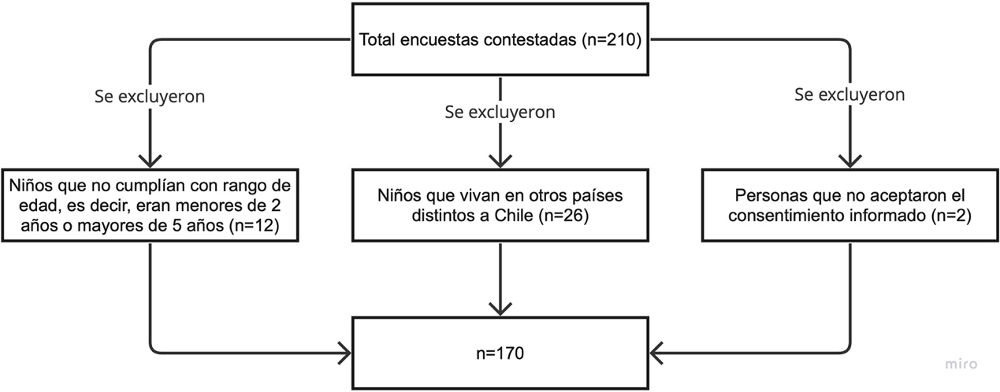 Total encuestas contestadas (n=210)
Se excluyeron
Se excluyeron
Se excluyeron
Niños que no cumplían con rango de
edad, es decir, eran menores de 2
años o mayores de 5 años (n=12)
Niños que vivan en otros países
distintos a Chile (n=26)
Personas que no aceptaron el
consentimiento informado (n=2)
n=170
miro